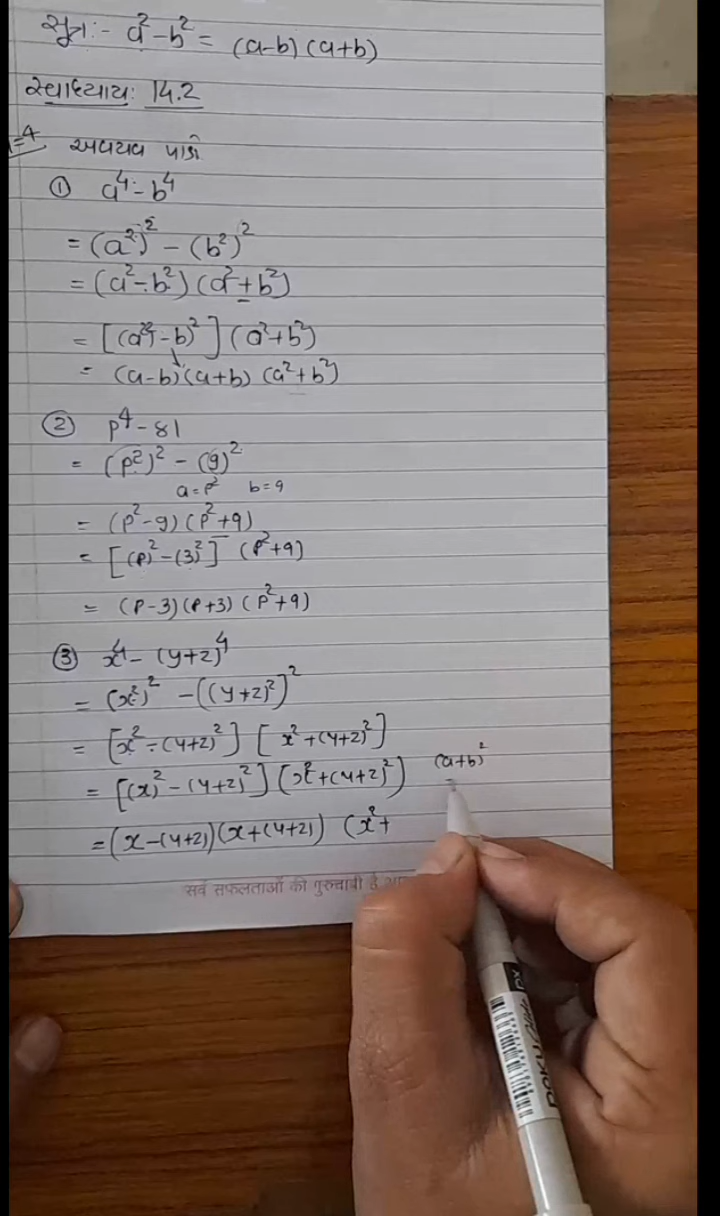 સૂત્ર:- a² - b² = (a-b) (a+b)
સ્વાધ્યાય: 14.2
=4 અવયવ પાડો
① a⁴ - b⁴
= (a²)² - (b²)²
= (a² - b²) (a² + b²)
= [(a² - b)²] (a² + b²)
= (a-b) (a+b) (a² + b²)
② p⁴ - 81
= (p²)² - (9)²
a = p² b = 9
= (p² - 9) (p² + 9)
= [(p)² - (3)²] (p² + 9)
= (p-3) (p+3) (p² + 9)
③ x⁴ - (y+z)⁴
= (x²)² - ((y+z)²)²
= [x² - (y+z)²] [x² + (y+z)²]
= [(x)² - (y+z)²] [x² + (y+z)²] (a+b)²
= (x - (y+z)) (x + (y+z)) (x² + =
सर्व सफलताओं की गुरुचाबी है